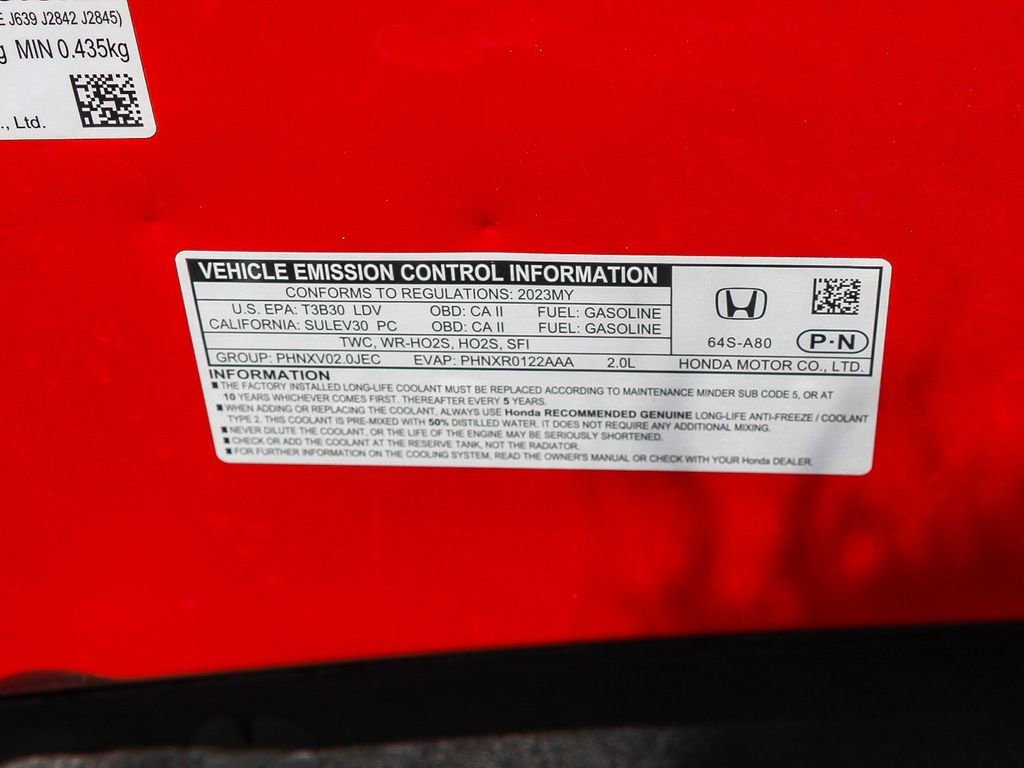 J639 J2842 J2845)
MIN 0.435kg
., Ltd.
VEHICLE EMISSION CONTROL INFORMATION
CONFORMS TO REGULATIONS: 2023MY
U.S. EPA: T3B30 LDV OBD: CA II FUEL: GASOLINE
CALIFORNIA: SULEV30 PC OBD: CA II FUEL: GASOLINE
TWC, WR-HO2S, HO2S, SFI
GROUP: PHNXV02.0JEC EVAP: PHNXR0122AAA 2.0L
64S-A80 P·N
HONDA MOTOR CO., LTD.
INFORMATION
■ THE FACTORY INSTALLED LONG-LIFE COOLANT MUST BE REPLACED ACCORDING TO MAINTENANCE MINDER SUB CODE 5, OR AT
10 YEARS WHICHEVER COMES FIRST. THEREAFTER EVERY 5 YEARS.
■ WHEN ADDING OR REPLACING THE COOLANT, ALWAYS USE Honda RECOMMENDED GENUINE LONG-LIFE ANTI-FREEZE / COOLANT
TYPE 2. THIS COOLANT IS PRE-MIXED WITH 50% DISTILLED WATER. IT DOES NOT REQUIRE ANY ADDITIONAL MIXING.
■ NEVER DILUTE THE COOLANT, OR THE LIFE OF THE ENGINE MAY BE SERIOUSLY SHORTENED.
■ CHECK OR ADD THE COOLANT AT THE RESERVE TANK, NOT THE RADIATOR.
■ FOR FURTHER INFORMATION ON THE COOLING SYSTEM, READ THE OWNER'S MANUAL OR CHECK WITH YOUR Honda DEALER.